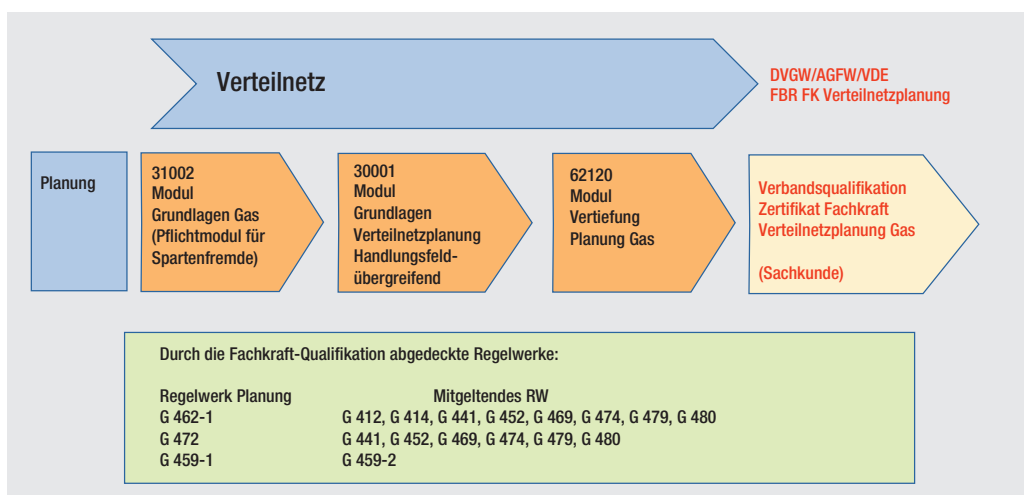 Verteilnetz
DVGW/AGFW/VDE
FBR FK Verteilnetzplanung
Planung
31002
Modul
Grundlagen Gas
(Pflichtmodul für
Spartenfremde)
30001
Modul
Grundlagen
Verteilnetzplanung
Handlungsfeld-
übergreifend
62120
Modul
Vertiefung
Planung Gas
Verbandsqualifikation
Zertifikat Fachkraft
Verteilnetzplanung Gas
(Sachkunde)
Durch die Fachkraft-Qualifikation abgedeckte Regelwerke:
Regelwerk Planung Mitgeltendes RW
G 462-1 G 412, G 414, G 441, G 452, G 469, G 474, G 479, G 480
G 472 G 441, G 452, G 469, G 474, G 479, G 480
G 459-1 G 459-2